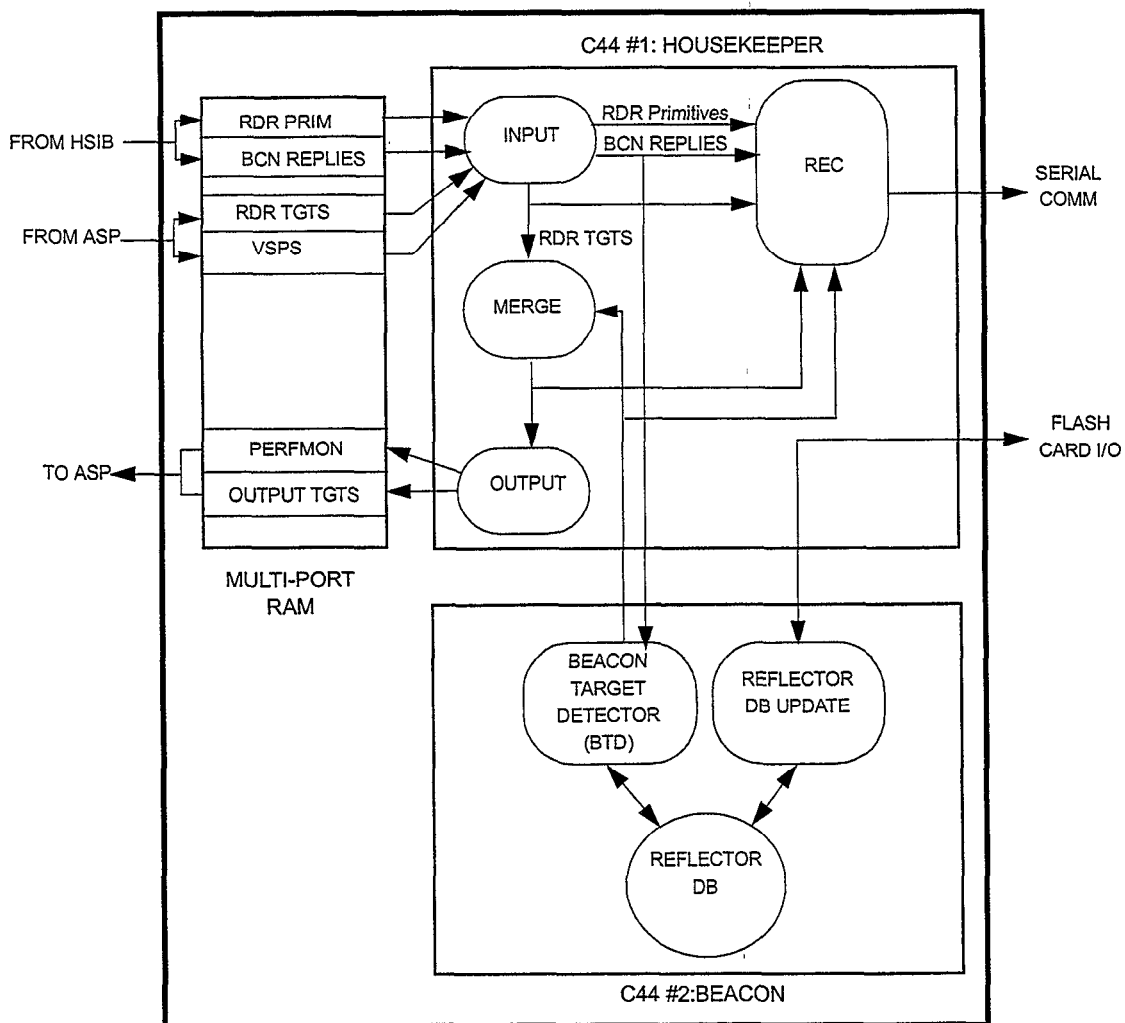 C44 #1: HOUSEKEEPER
FROM HSIB
RDR PRIM
BCN REPLIES
FROM ASP
RDR TGTS
VSPS
INPUT
RDR Primitives
BCN REPLIES
REC
SERIAL
COMM
RDR TGTS
MERGE
TO ASP
PERFMON
OUTPUT TGTS
OUTPUT
FLASH
CARD I/O
MULTI-PORT
RAM
BEACON
TARGET
DETECTOR
(BTD)
REFLECTOR
DB UPDATE
REFLECTOR
DB
C44 #2:BEACON